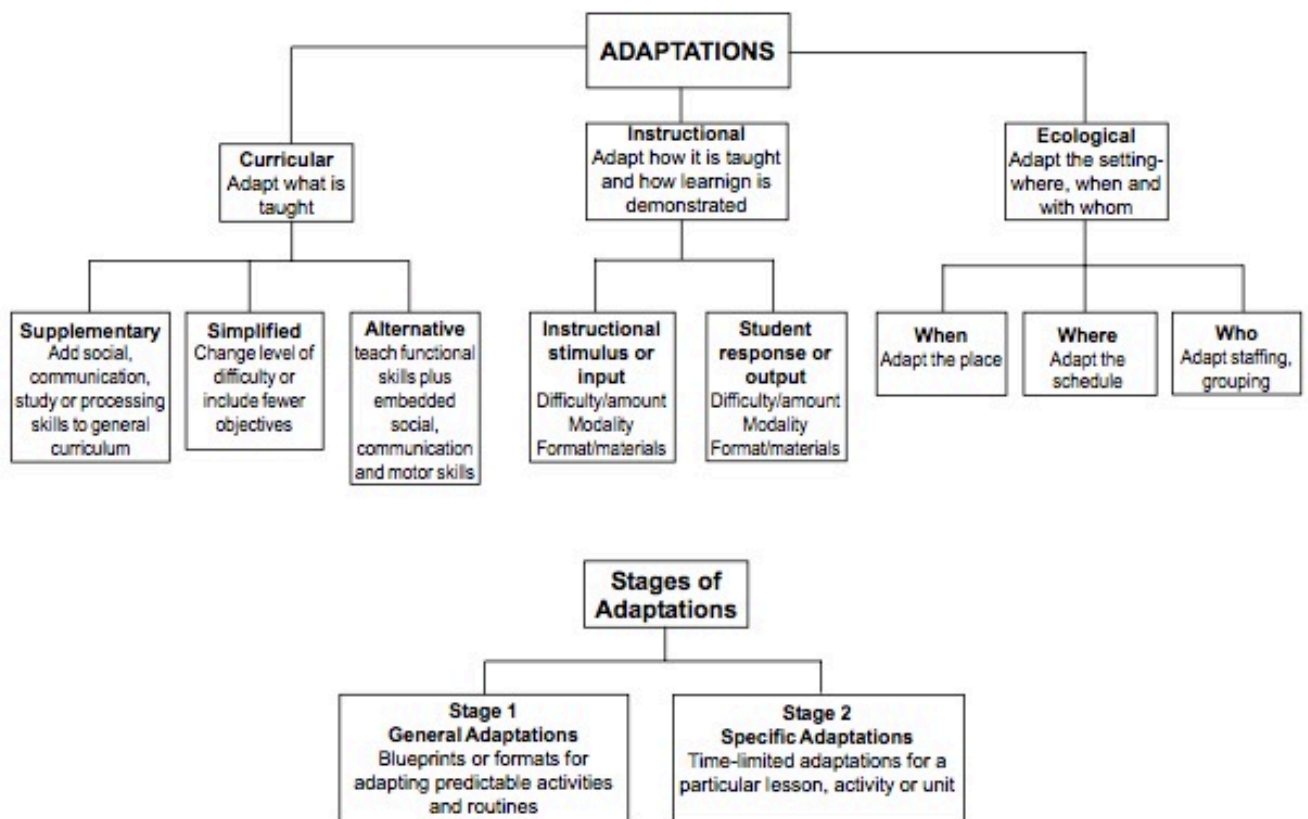 ADAPTATIONS
Curricular
Adapt what is
taught
Instructional
Adapt how it is taught
and how learnign is
demonstrated
Ecological
Adapt the setting-
where, when and
with whom
Supplementary
Add social,
communication,
study or processing
skills to general
curriculum
Simplified
Change level of
difficulty or
include fewer
objectives
Alternative
teach functional
skills plus
embedded
social,
communication
and motor skills
Instructional
stimulus or
input
Difficulty/amount
Modality
Format/materials
Student
response or
output
Difficulty/amount
Modality
Format/materials
When
Adapt the place
Where
Adapt the
schedule
Who
Adapt staffing,
grouping
Stages of
Adaptations
Stage 1
General Adaptations
Blueprints or formats for
adapting predictable activities
and routines
Stage 2
Specific Adaptations
Time-limited adaptations for a
particular lesson, activity or unit